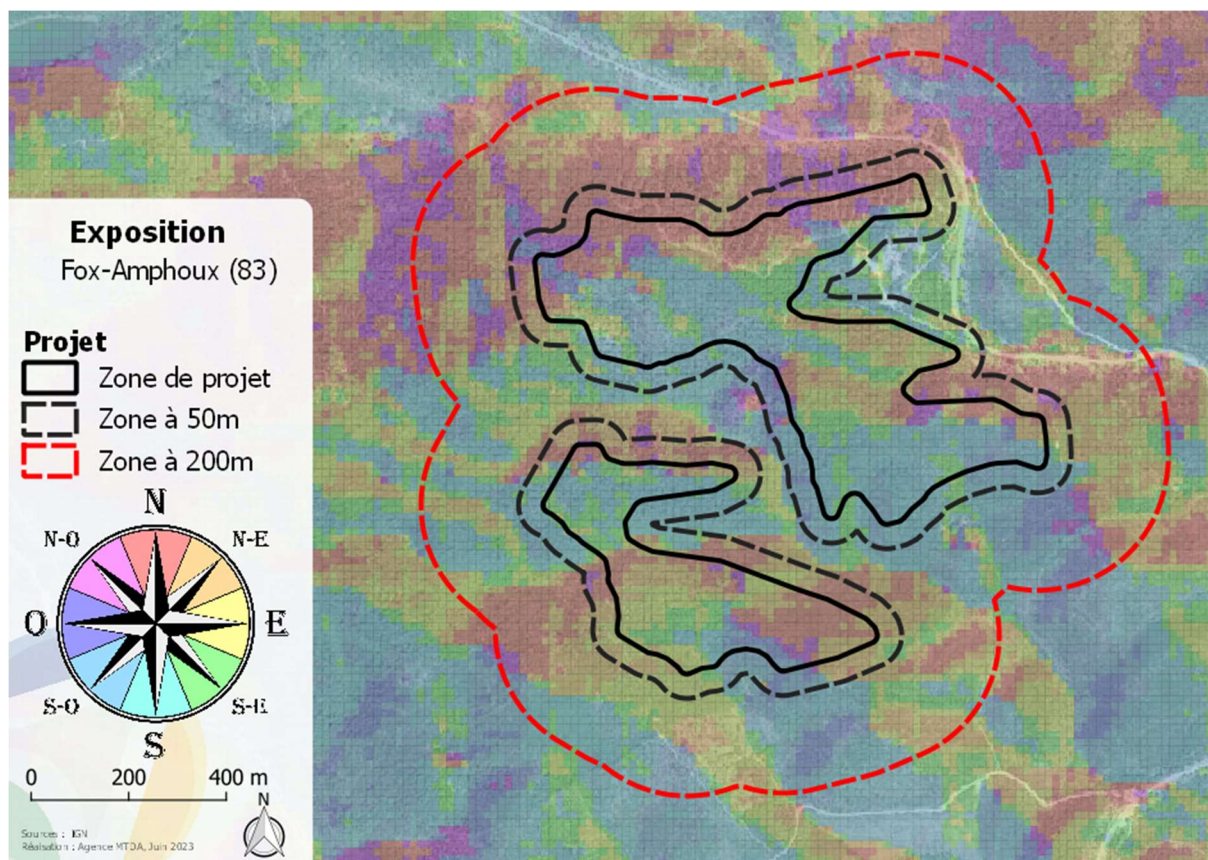 Exposition
Fox-Amphoux (83)
Projet
Zone de projet
Zone à 50m
Zone à 200m
N
N-O
N-E
O
E
S-O
S-E
S
0 200 400 m
N
Sources : IGN
Réalisation : Agence MTDA, Juin 2023